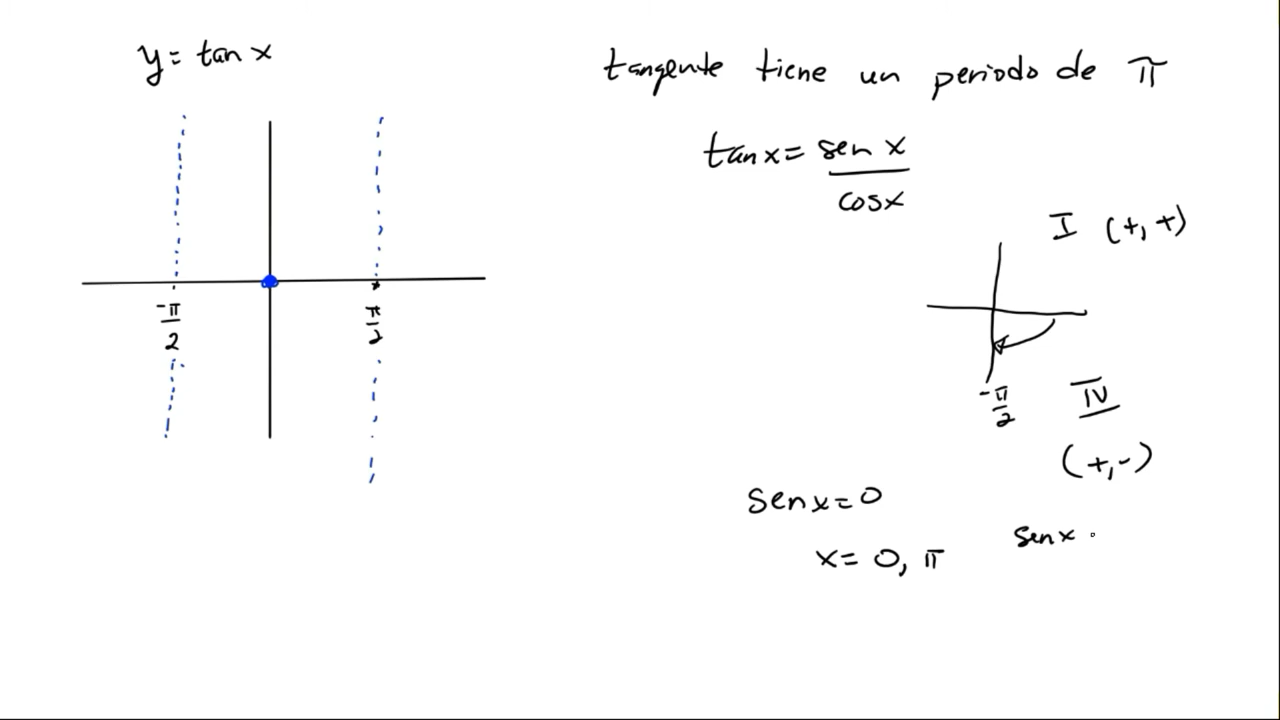 y = tan x
-π/2
π/2
tangente tiene un periodo de π
tan x = sen x / cos x
I (+, +)
-π/2
IV
(+, -)
sen x = 0
x = 0, π
sen x